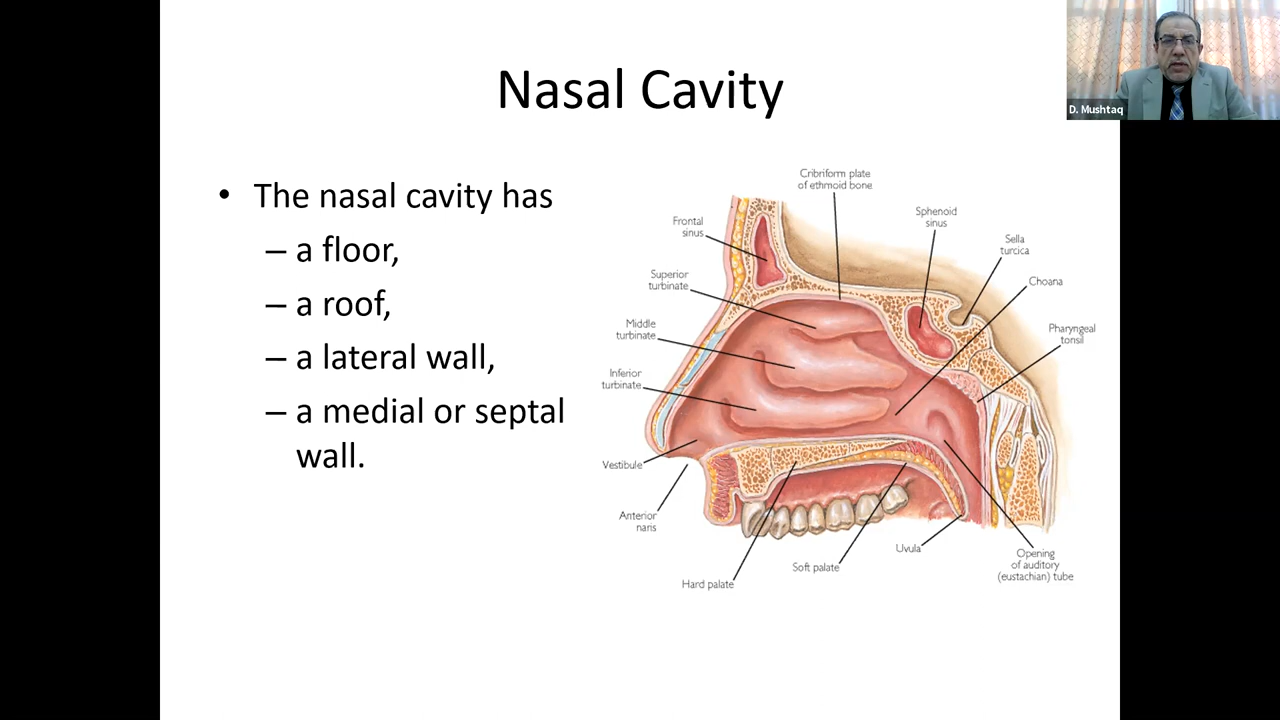 Nasal Cavity
D. Mushtaq
• The nasal cavity has
– a floor,
– a roof,
– a lateral wall,
– a medial or septal
wall.
Cribriform plate
of ethmoid bone
Frontal
sinus
Sphenoid
sinus
Sella
turcica
Superior
turbinate
Choana
Middle
turbinate
Pharyngeal
tonsil
Inferior
turbinate
Vestibule
Anterior
naris
Hard palate
Soft palate
Uvula
Opening
of auditory
(eustachian) tube